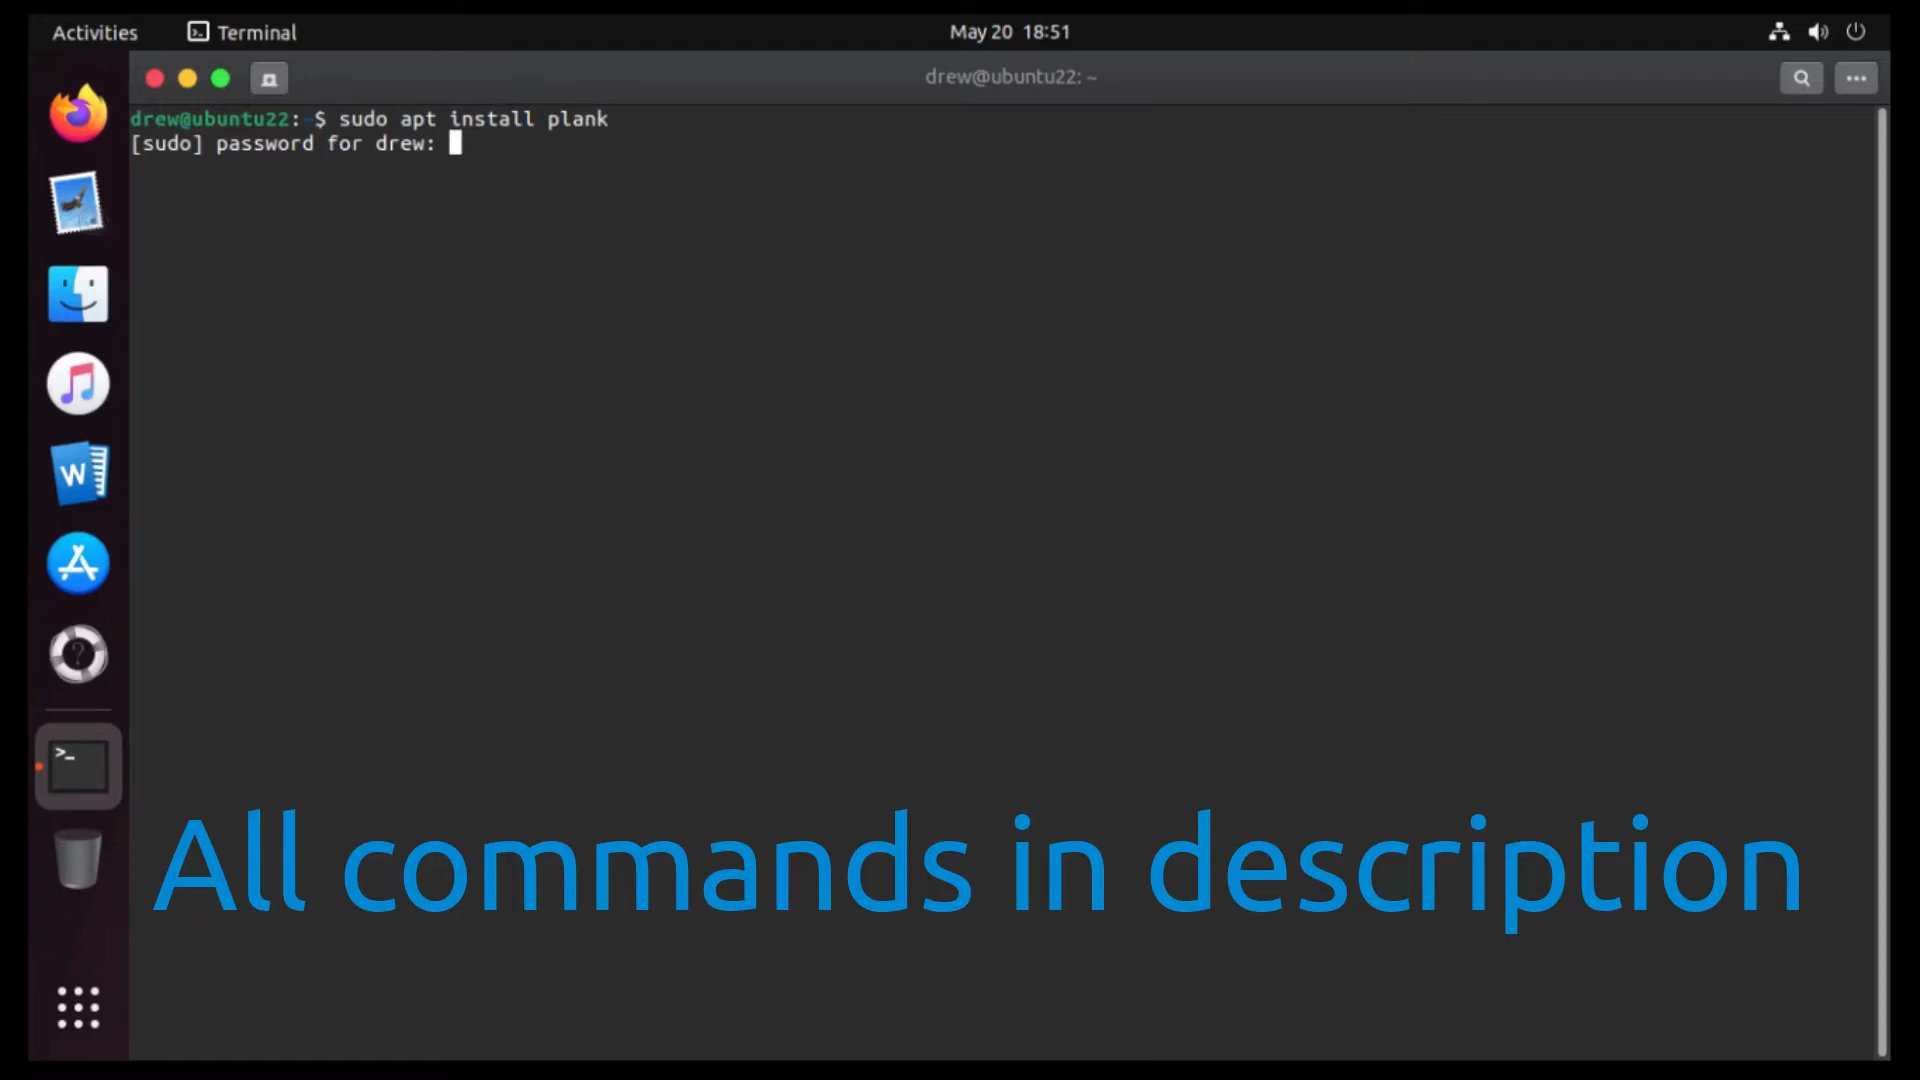 Activities Terminal May 20 18:51
drew@ubuntu22: ~
drew@ubuntu22:~$ sudo apt install plank
[sudo] password for drew:
W
?
>_
All commands in description